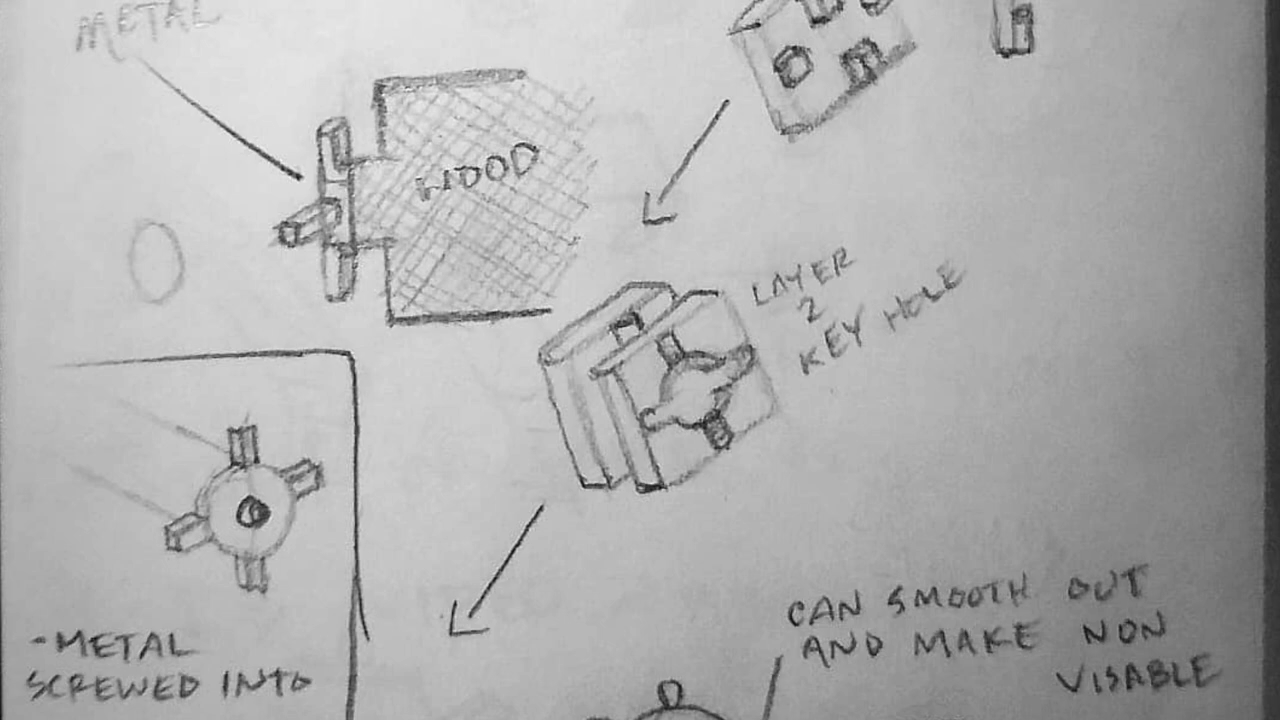 METAL
WOOD
LAYER
2
KEY HOLE
CAN SMOOTH OUT
AND MAKE NON
VISABLE
-METAL
SCREWED INTO